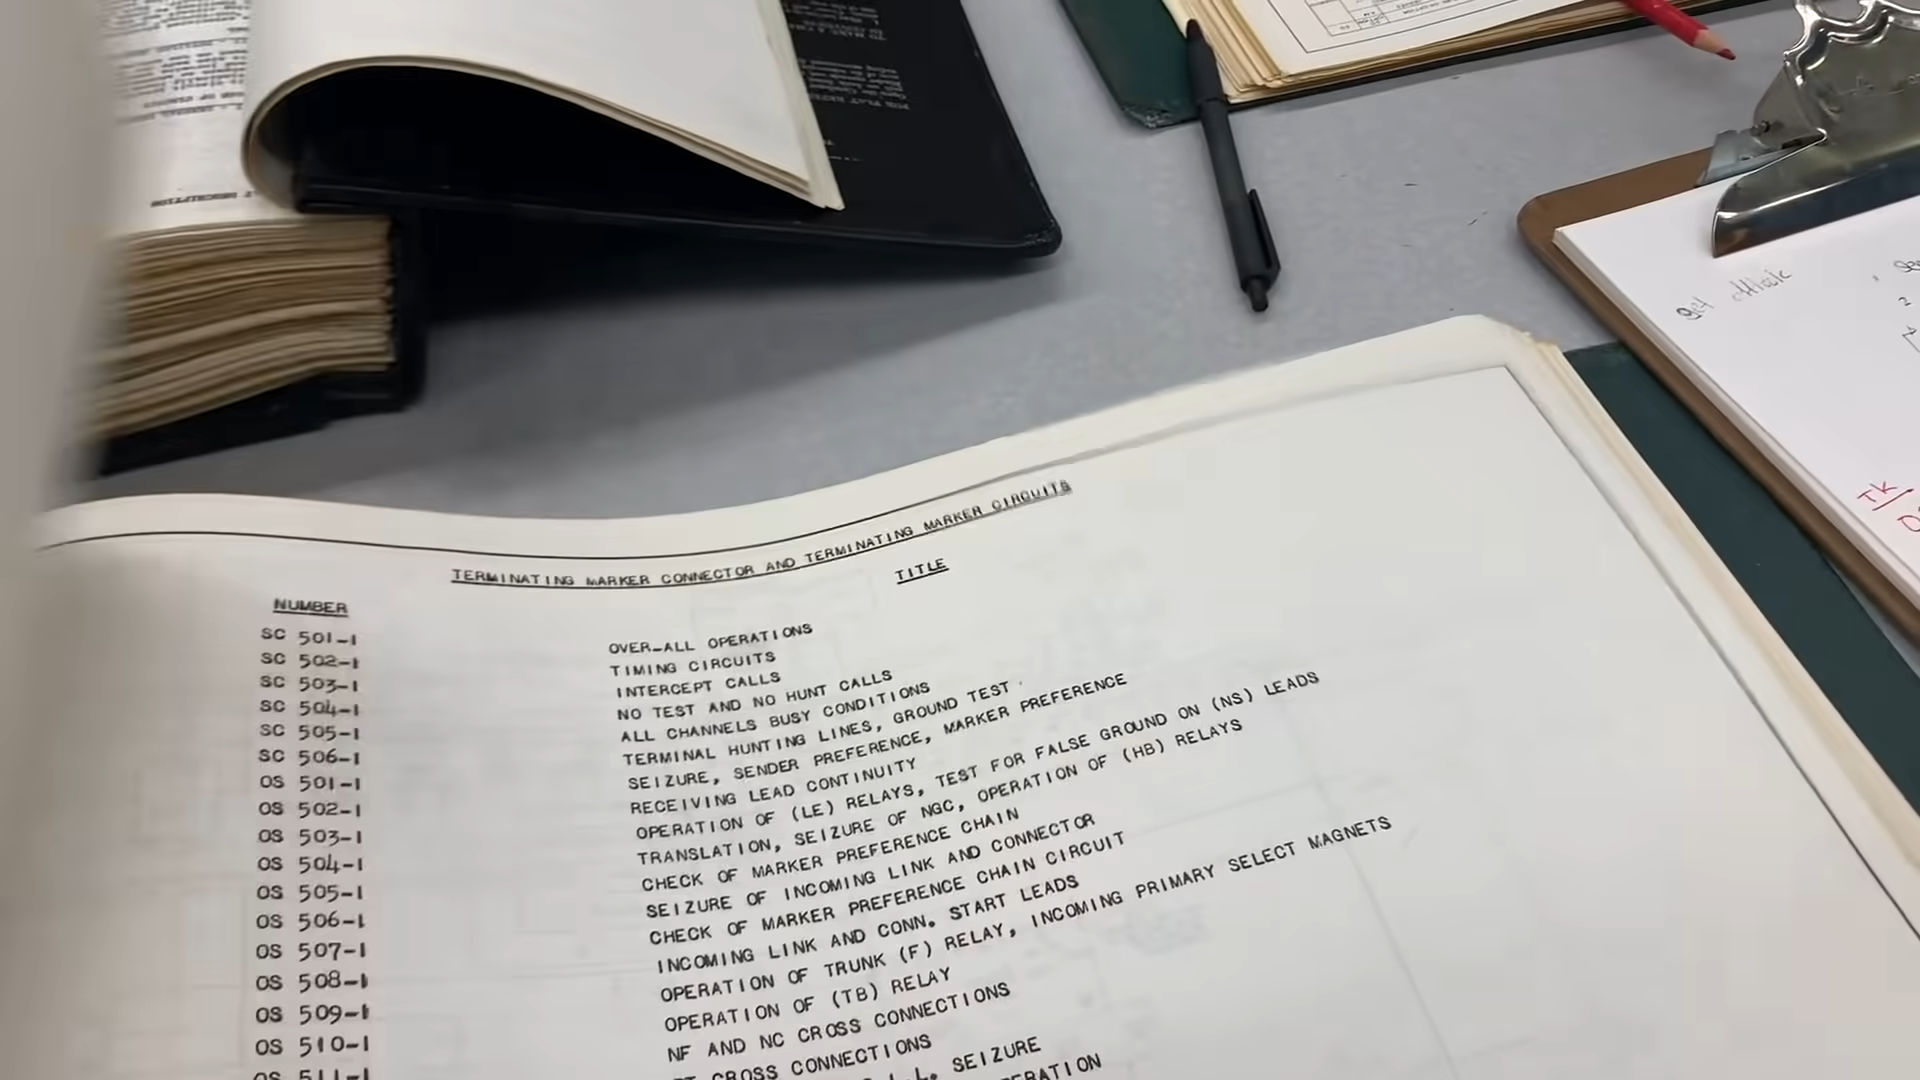 get
1
2
TK
TERMINATING MARKER CONNECTOR AND TERMINATING MARKER CIRCUITS
NUMBER TITLE
SC 501-1 OVER-ALL OPERATIONS
SC 502-1 TIMING CIRCUITS
SC 503-1 INTERCEPT CALLS
SC 504-1 NO TEST AND NO HUNT CALLS
SC 505-1 ALL CHANNELS BUSY CONDITIONS
SC 506-1 TERMINAL HUNTING LINES, GROUND TEST
OS 501-1 SEIZURE, SENDER PREFERENCE, MARKER PREFERENCE
OS 502-1 RECEIVING LEAD CONTINUITY
OS 503-1 OPERATION OF (LE) RELAYS, TEST FOR FALSE GROUND ON (NS) LEADS
OS 504-1 TRANSLATION, SEIZURE OF NGC, OPERATION OF (HB) RELAYS
OS 505-1 CHECK OF MARKER PREFERENCE CHAIN
OS 506-1 SEIZURE OF INCOMING LINK AND CONNECTOR
OS 507-1 CHECK OF MARKER PREFERENCE CHAIN CIRCUIT
OS 508-1 INCOMING LINK AND CONN. START LEADS
OS 509-1 OPERATION OF TRUNK (F) RELAY, INCOMING PRIMARY SELECT MAGNETS
OS 510-1 OPERATION OF (TB) RELAY
OS 511-1 NF AND NC CROSS CONNECTIONS
CROSS CONNECTIONS
SEIZURE